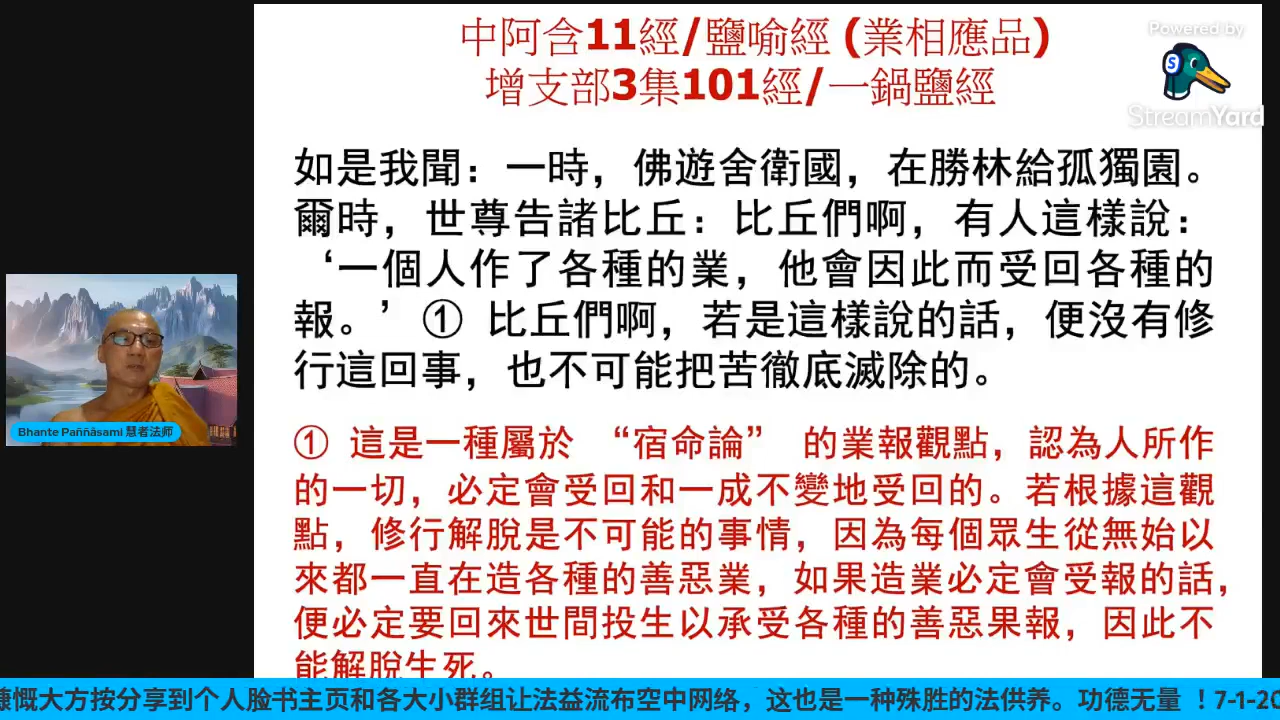 中阿含11經/鹽喻經 (業相應品)
增支部3集101經/一鍋鹽經
Powered by
StreamYard
如是我聞：一時，佛遊舍衛國，在勝林給孤獨園。
爾時，世尊告諸比丘：比丘們啊，有人這樣說：
‘一個人作了各種的業，他會因此而受回各種的
報。’ ① 比丘們啊，若是這樣說的話，便沒有修
行這回事，也不可能把苦徹底滅除的。
① 這是一種屬於 “宿命論” 的業報觀點，認為人所作
的一切，必定會受回和一成不變地受回的。若根據這觀
點，修行解脫是不可能的事情，因為每個眾生從無始以
來都一直在造各種的善惡業，如果造業必定會受報的話，
便必定要回來世間投生以承受各種的善惡果報，因此不
能解脫生死。
Bhante Paññāsami 慧者法师
慷慨大方按分享到个人脸书主页和各大小群组让法益流布空中网络，这也是一种殊胜的法供养。功德无量 ！7-1-20